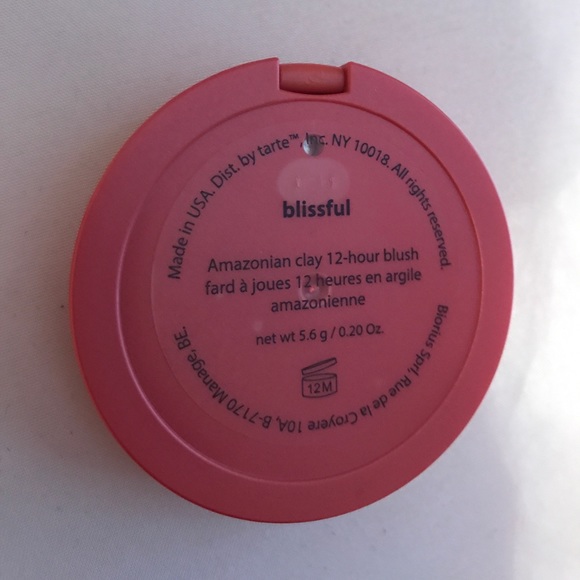 Made in USA. Dist. by tarte™, Inc. NY 10018. All rights reserved.
blissful
Amazonian clay 12-hour blush
fard à joues 12 heures en argile
amazonienne
net wt 5.6 g / 0.20 Oz.
12M
Biorius Sprl, Rue de la Croyere 10A, B-7170 Manage, BE.